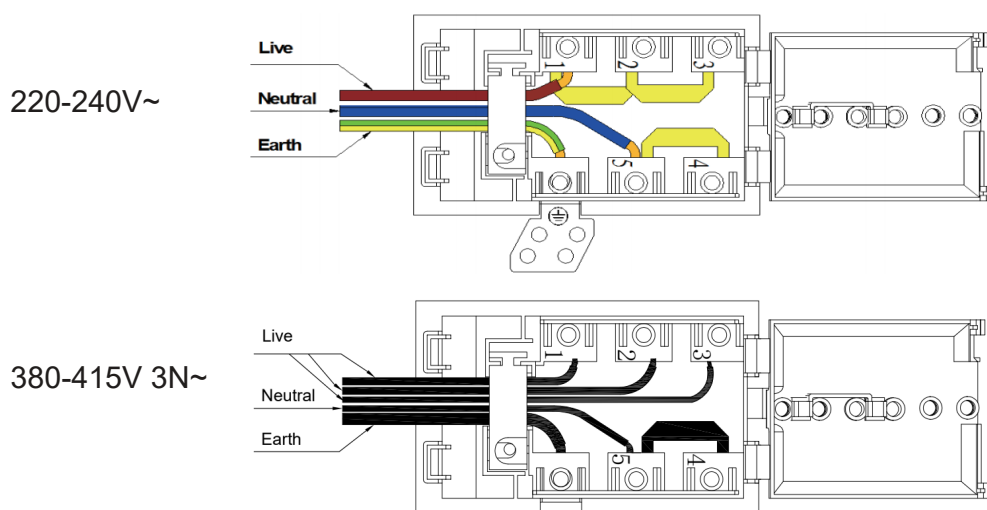 Live
220-240V~
Neutral
Earth
1 2 3
5 4
Live
380-415V 3N~
Neutral
Earth
1 2 3
5 4